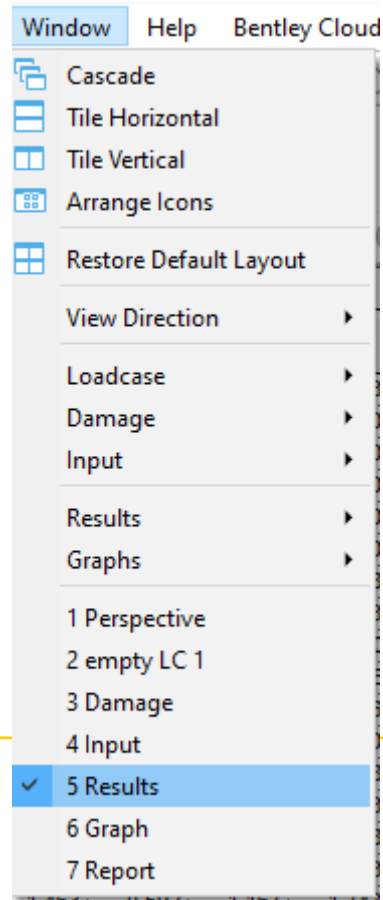 Window Help Bentley Cloud
Cascade
Tile Horizontal
Tile Vertical
Arrange Icons
Restore Default Layout
View Direction
Loadcase
Damage
Input
Results
Graphs
1 Perspective
2 empty LC 1
3 Damage
4 Input
5 Results
6 Graph
7 Report